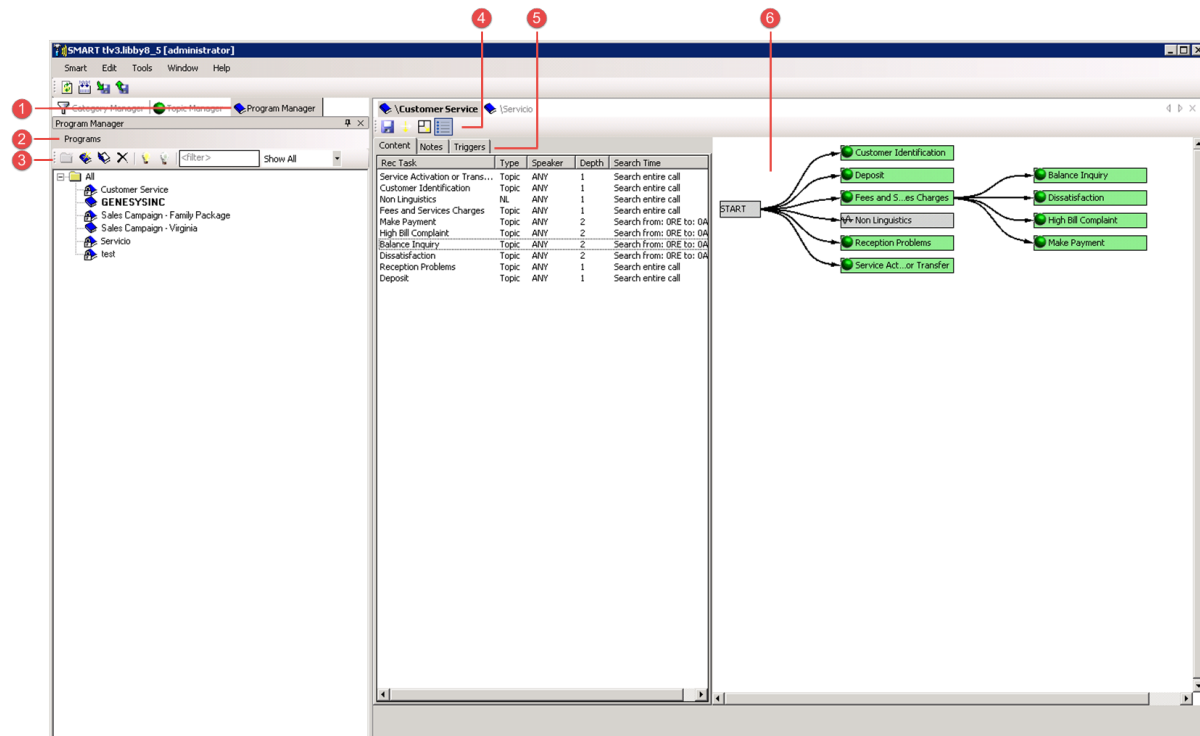 4 5 6
SMART tlv3.libby8_5 [administrator]
Smart Edit Tools Window Help
1 Category Manager Topic Manager Program Manager
\Customer Service \Servicio
Program Manager
2 Programs
3 <filter> Show All
All
Customer Service
GENESYSINC
Sales Campaign - Family Package
Sales Campaign - Virginia
Servicio
test
Content Notes Triggers
Rec Task Type Speaker Depth Search Time
Service Activation or Trans... Topic ANY 1 Search entire call
Customer Identification Topic ANY 1 Search entire call
Non Linguistics NL ANY 1 Search entire call
Fees and Services Charges Topic ANY 1 Search entire call
Make Payment Topic ANY 2 Search from: 0RE to: 0A
High Bill Complaint Topic ANY 2 Search from: 0RE to: 0A
Balance Inquiry Topic ANY 2 Search from: 0RE to: 0A
Dissatisfaction Topic ANY 2 Search from: 0RE to: 0A
Reception Problems Topic ANY 1 Search entire call
Deposit Topic ANY 1 Search entire call
START
Customer Identification
Deposit
Fees and S...es Charges
Non Linguistics
Reception Problems
Service Act...or Transfer
Balance Inquiry
Dissatisfaction
High Bill Complaint
Make Payment